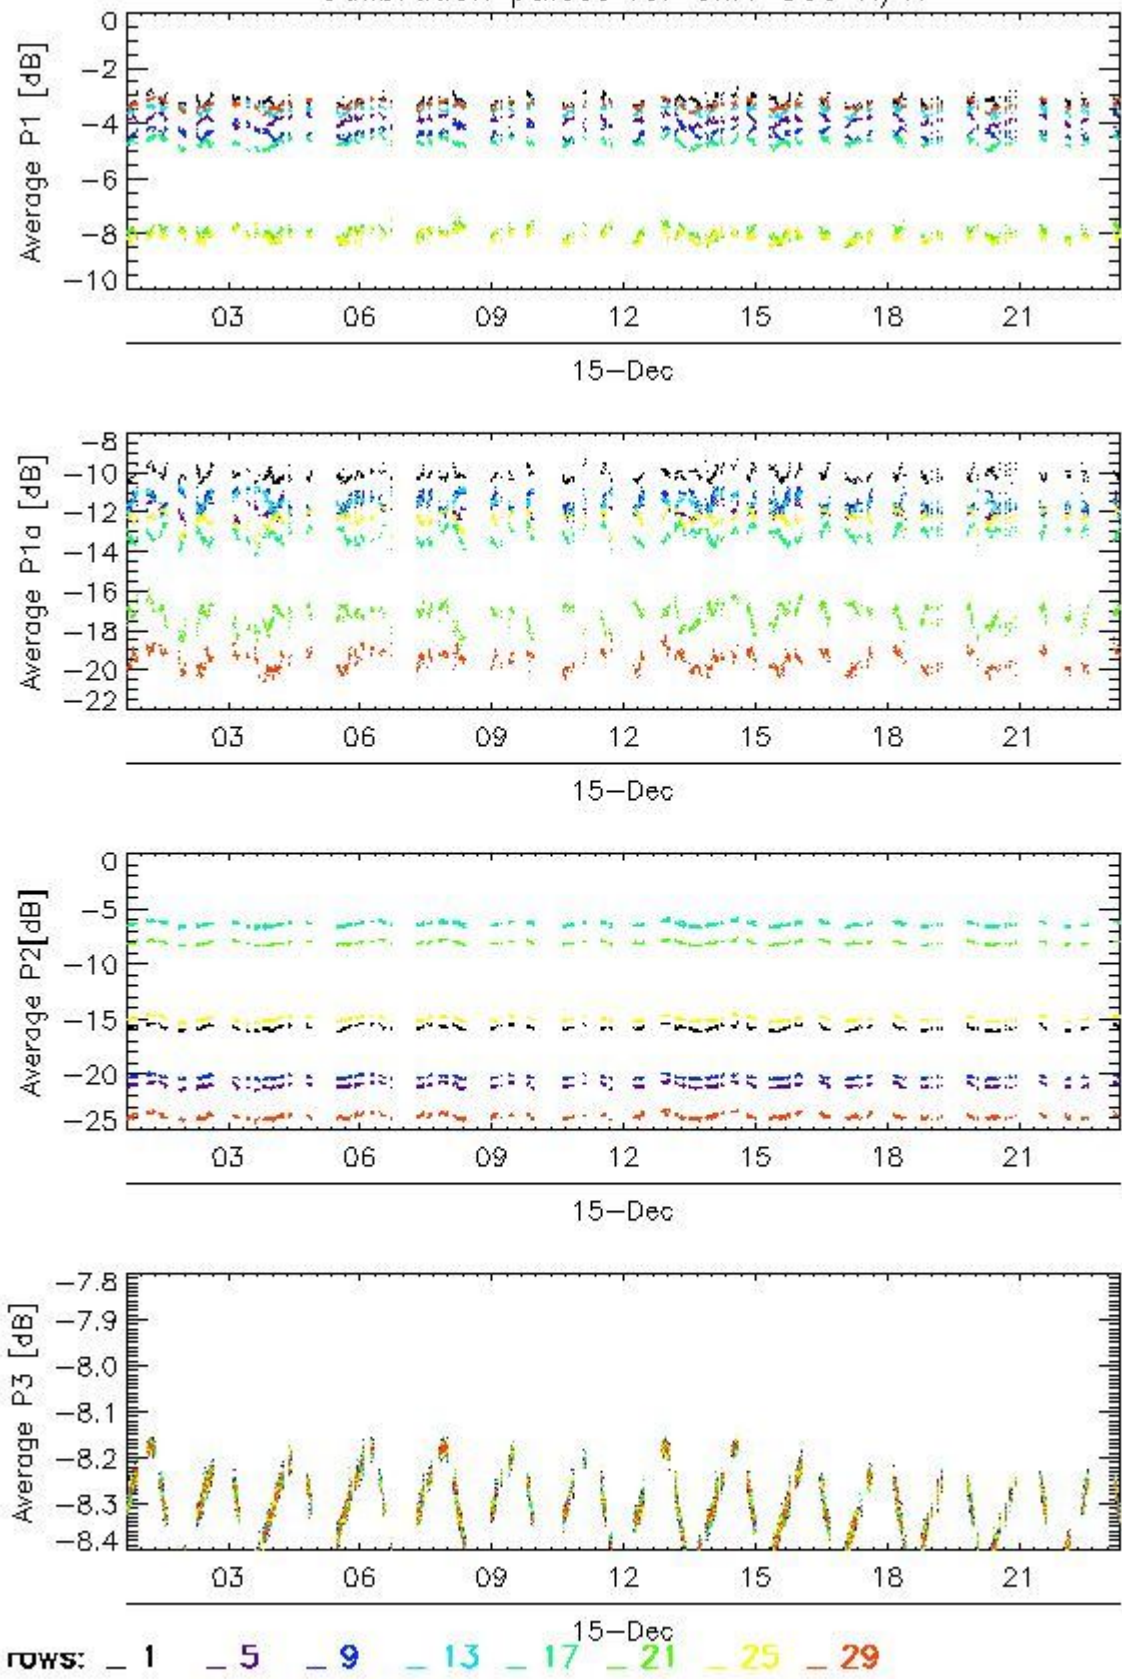 0
−2
−4
−6
−8
−10
Average P1 [dB]
03 06 09 12 15 18 21
15−Dec
−8
−10
−12
−14
−16
−18
−20
−22
Average P1a [dB]
03 06 09 12 15 18 21
15−Dec
0
−5
−10
−15
−20
−25
Average P2[dB]
03 06 09 12 15 18 21
15−Dec
−7.8
−7.9
−8.0
−8.1
−8.2
−8.3
−8.4
Average P3 [dB]
03 06 09 12 15 18 21
15−Dec
rows: _ 1 _ 5 _ 9 _ 13 _ 17 _ 21 _ 25 _ 29